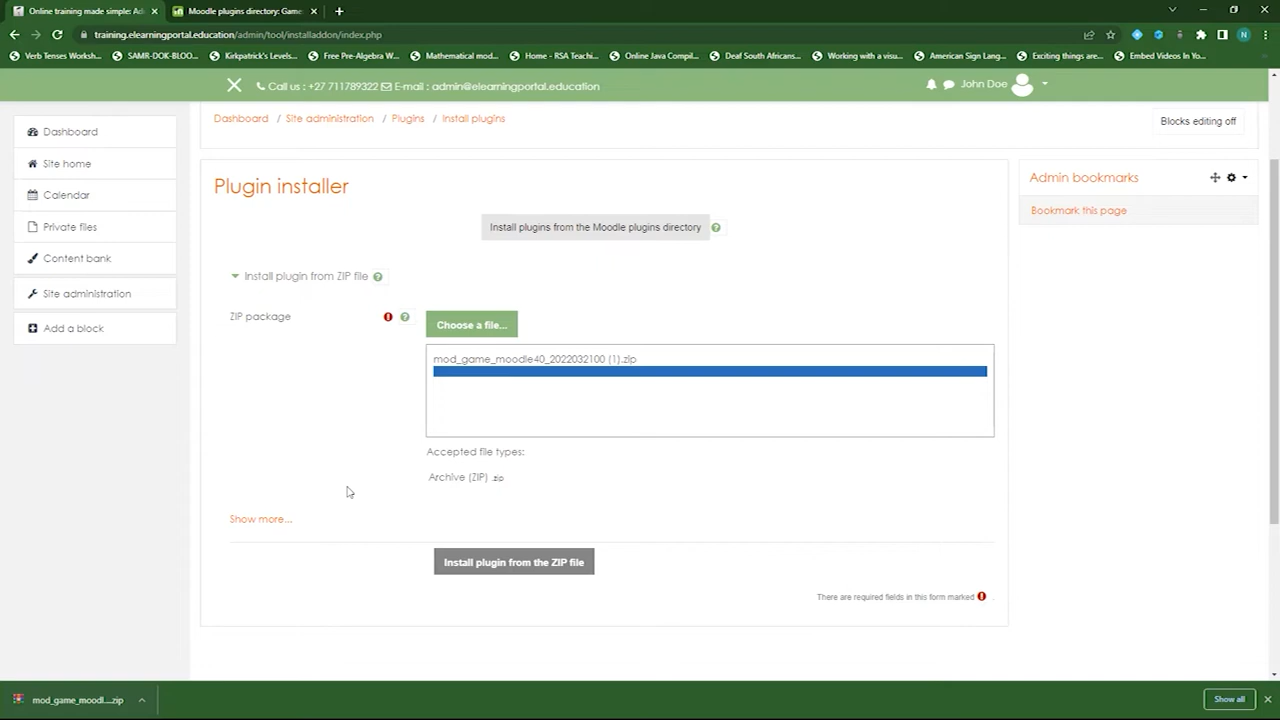 Online training made simple: Ad
Moodle plugins directory: Game
training.elearningportal.education/admin/tool/installaddon/index.php
Verb Tenses Worksh...
SAMR-DOK-BLOO...
Kirkpatrick's Levels...
Free Pre-Algebra W...
Mathematical mod...
Home - RSA Teachi...
Online Java Compil...
Deaf South African...
Working with a visu...
American Sign Lang...
Exciting things are...
Embed Videos In Yo...
Call us : +27 711789322 E-mail : admin@elearningportal.education
John Doe
Dashboard / Site administration / Plugins / Install plugins
Blocks editing off
Dashboard
Site home
Calendar
Private files
Content bank
Site administration
Add a block
Plugin installer
Install plugins from the Moodle plugins directory
Install plugin from ZIP file
ZIP package
Choose a file...
mod_game_moodle40_2022032100 (1).zip
Accepted file types:
Archive (ZIP) .zip
Show more...
Install plugin from the ZIP file
There are required fields in this form marked
Admin bookmarks
Bookmark this page
mod_game_moodl....zip
Show all